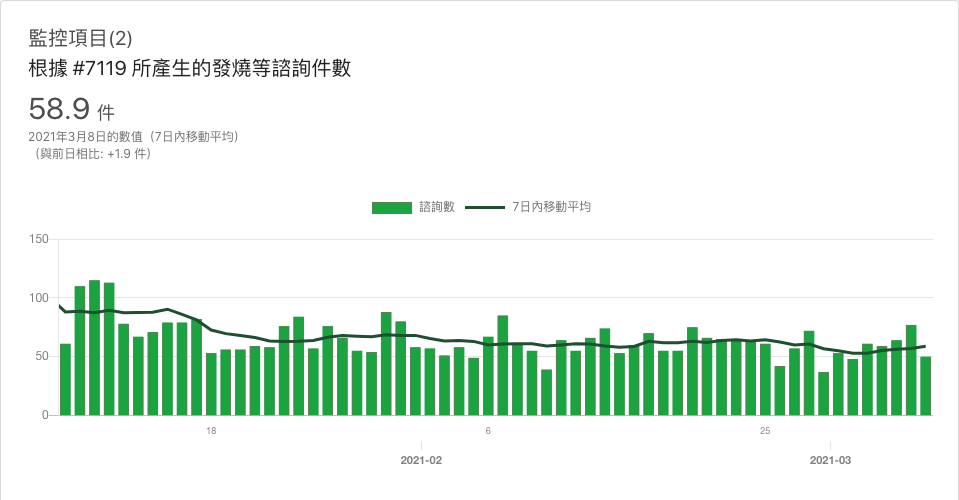 監控項目(2)
根據 #7119 所產生的發燒等諮詢件數
58.9 件
2021年3月8日的數值（7日內移動平均）
（與前日相比: +1.9 件）
諮詢數 7日內移動平均
150
100
50
0
18 6 25
2021-02 2021-03